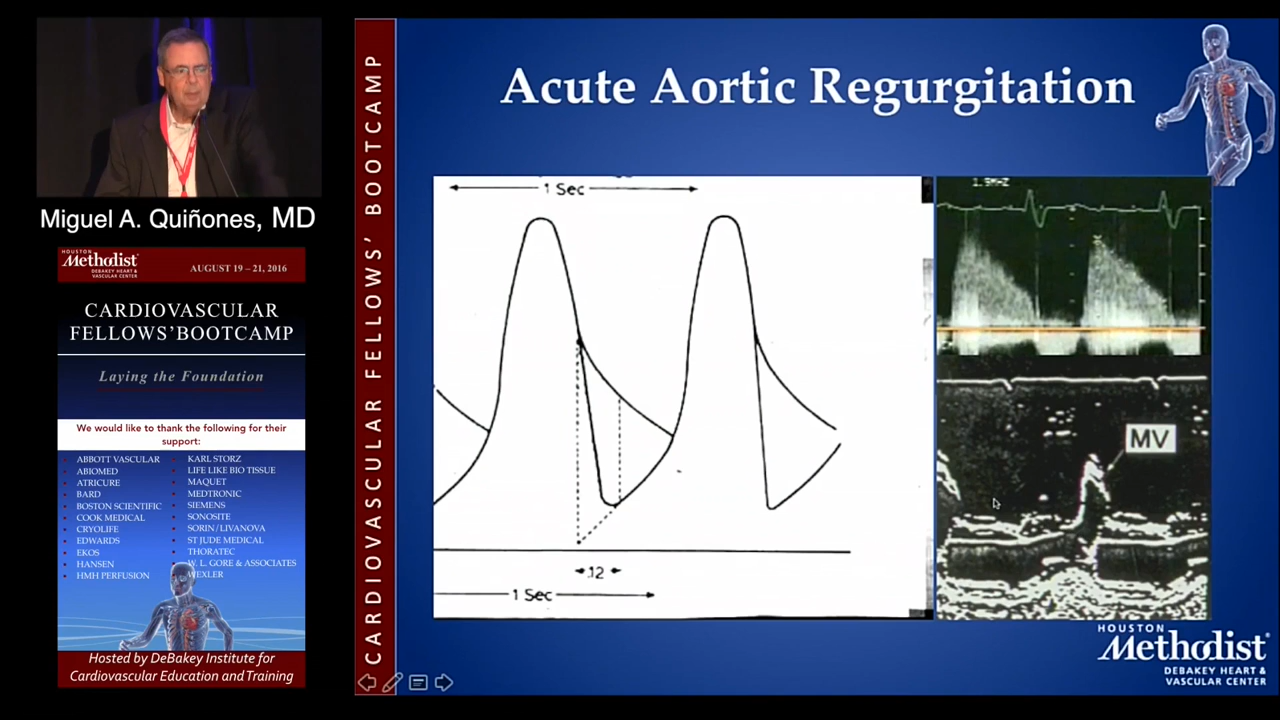 Miguel A. Quiñones, MD
HOUSTON
Methodist
DEBAKEY HEART &
VASCULAR CENTER
AUGUST 19 – 21, 2016
CARDIOVASCULAR
FELLOWS'BOOTCAMP
Laying the Foundation
We would like to thank the following for their
support:
ABBOTT VASCULAR
ABIOMED
ATRICURE
BARD
BOSTON SCIENTIFIC
COOK MEDICAL
CRYOLIFE
EDWARDS
EKOS
HANSEN
HMH PERFUSION
KARL STORZ
LIFE LIKE BIO TISSUE
MAQUET
MEDTRONIC
SIEMENS
SONOSITE
SORIN/LIVANOVA
ST JUDE MEDICAL
THORATEC
W. L. GORE & ASSOCIATES
WEXLER
Hosted by DeBakey Institute for
Cardiovascular Education and Training
CARDIOVASCULAR FELLOWS' BOOTCAMP
Acute Aortic Regurgitation
1 Sec
.12
1 Sec
1.9MHZ
MV
HOUSTON
Methodist
DEBAKEY HEART &
VASCULAR CENTER